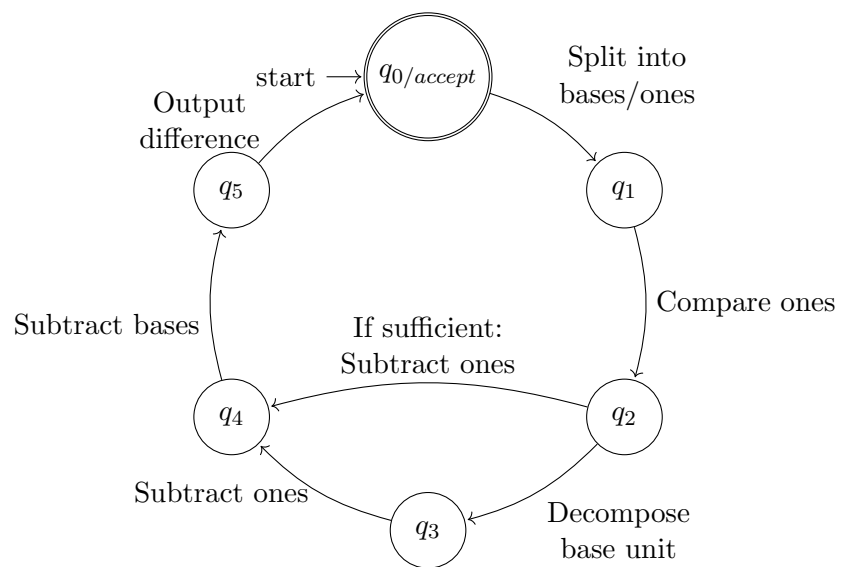 start
q0/accept
Split into
bases/ones
Output
difference
q5
q1
Compare ones
Subtract bases
If sufficient:
Subtract ones
q4
q2
Subtract ones
q3
Decompose
base unit